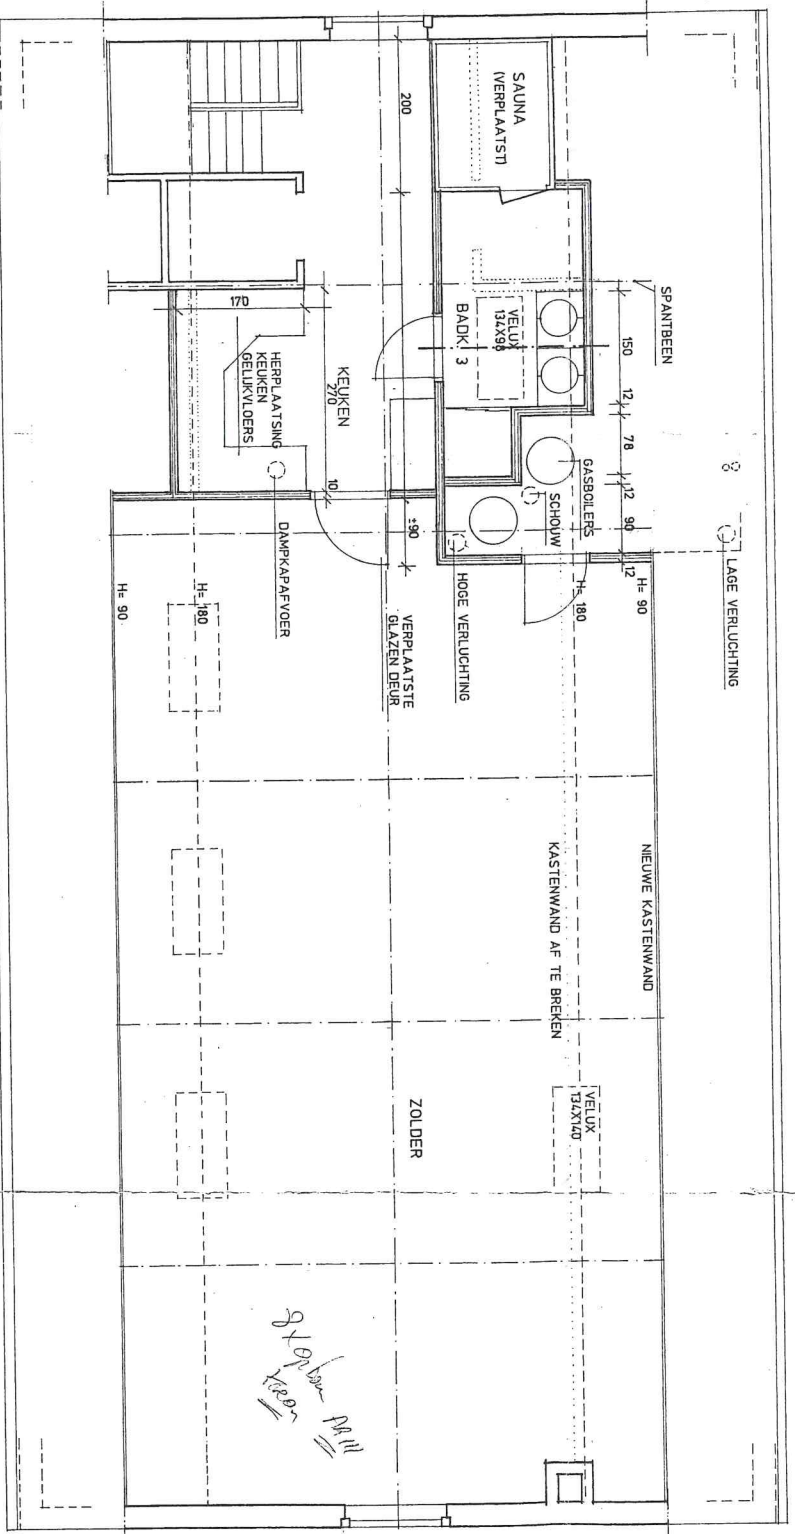 SAUNA
(VERPLAATST)
200
SPANTBEEN
VELUX
134X98
BADK. 3
150
12
78
12
90
12
170
HERPLAATSING
KEUKEN
GELIJKVLOERS
KEUKEN
270
10
±90
GASBOILERS
SCHOUW
LAGE VERLUCHTING
HOGE VERLUCHTING
DAMPKAPAFVOER
VERPLAATSTE
GLAZEN DEUR
H= 90
H= 180
H= 180
H= 90
NIEUWE KASTENWAND
KASTENWAND AF TE BREKEN
VELUX
134X140
ZOLDER